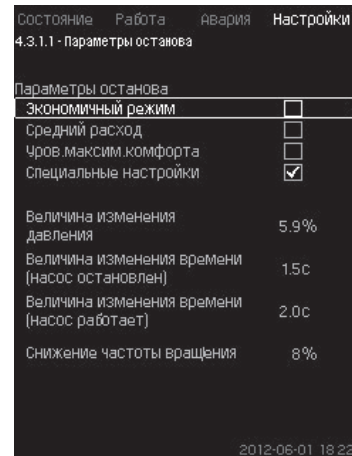 Состояние Работа Авария Настройки
4.3.1.1 - Параметры останова
Параметры останова
Экономичный режим
Средний расход
Уров.максим.комфорта
Специальные настройки
Величина изменения
давления 5.9%
Величина изменения времени
(насос остановлен) 1.5с
Величина изменения времени
(насос работает) 2.0с
Снижение частоты вращения 8%
2012-06-01 18:22